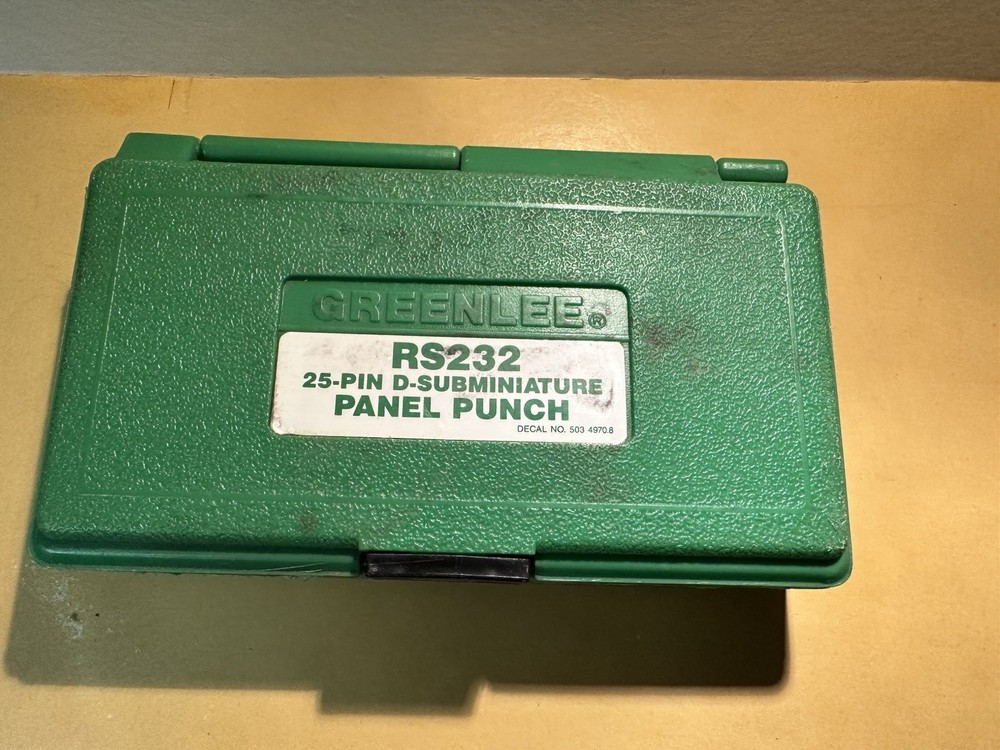 GREENLEE®
RS232
25-PIN D-SUBMINIATURE
PANEL PUNCH
DECAL NO. 503 4970.8